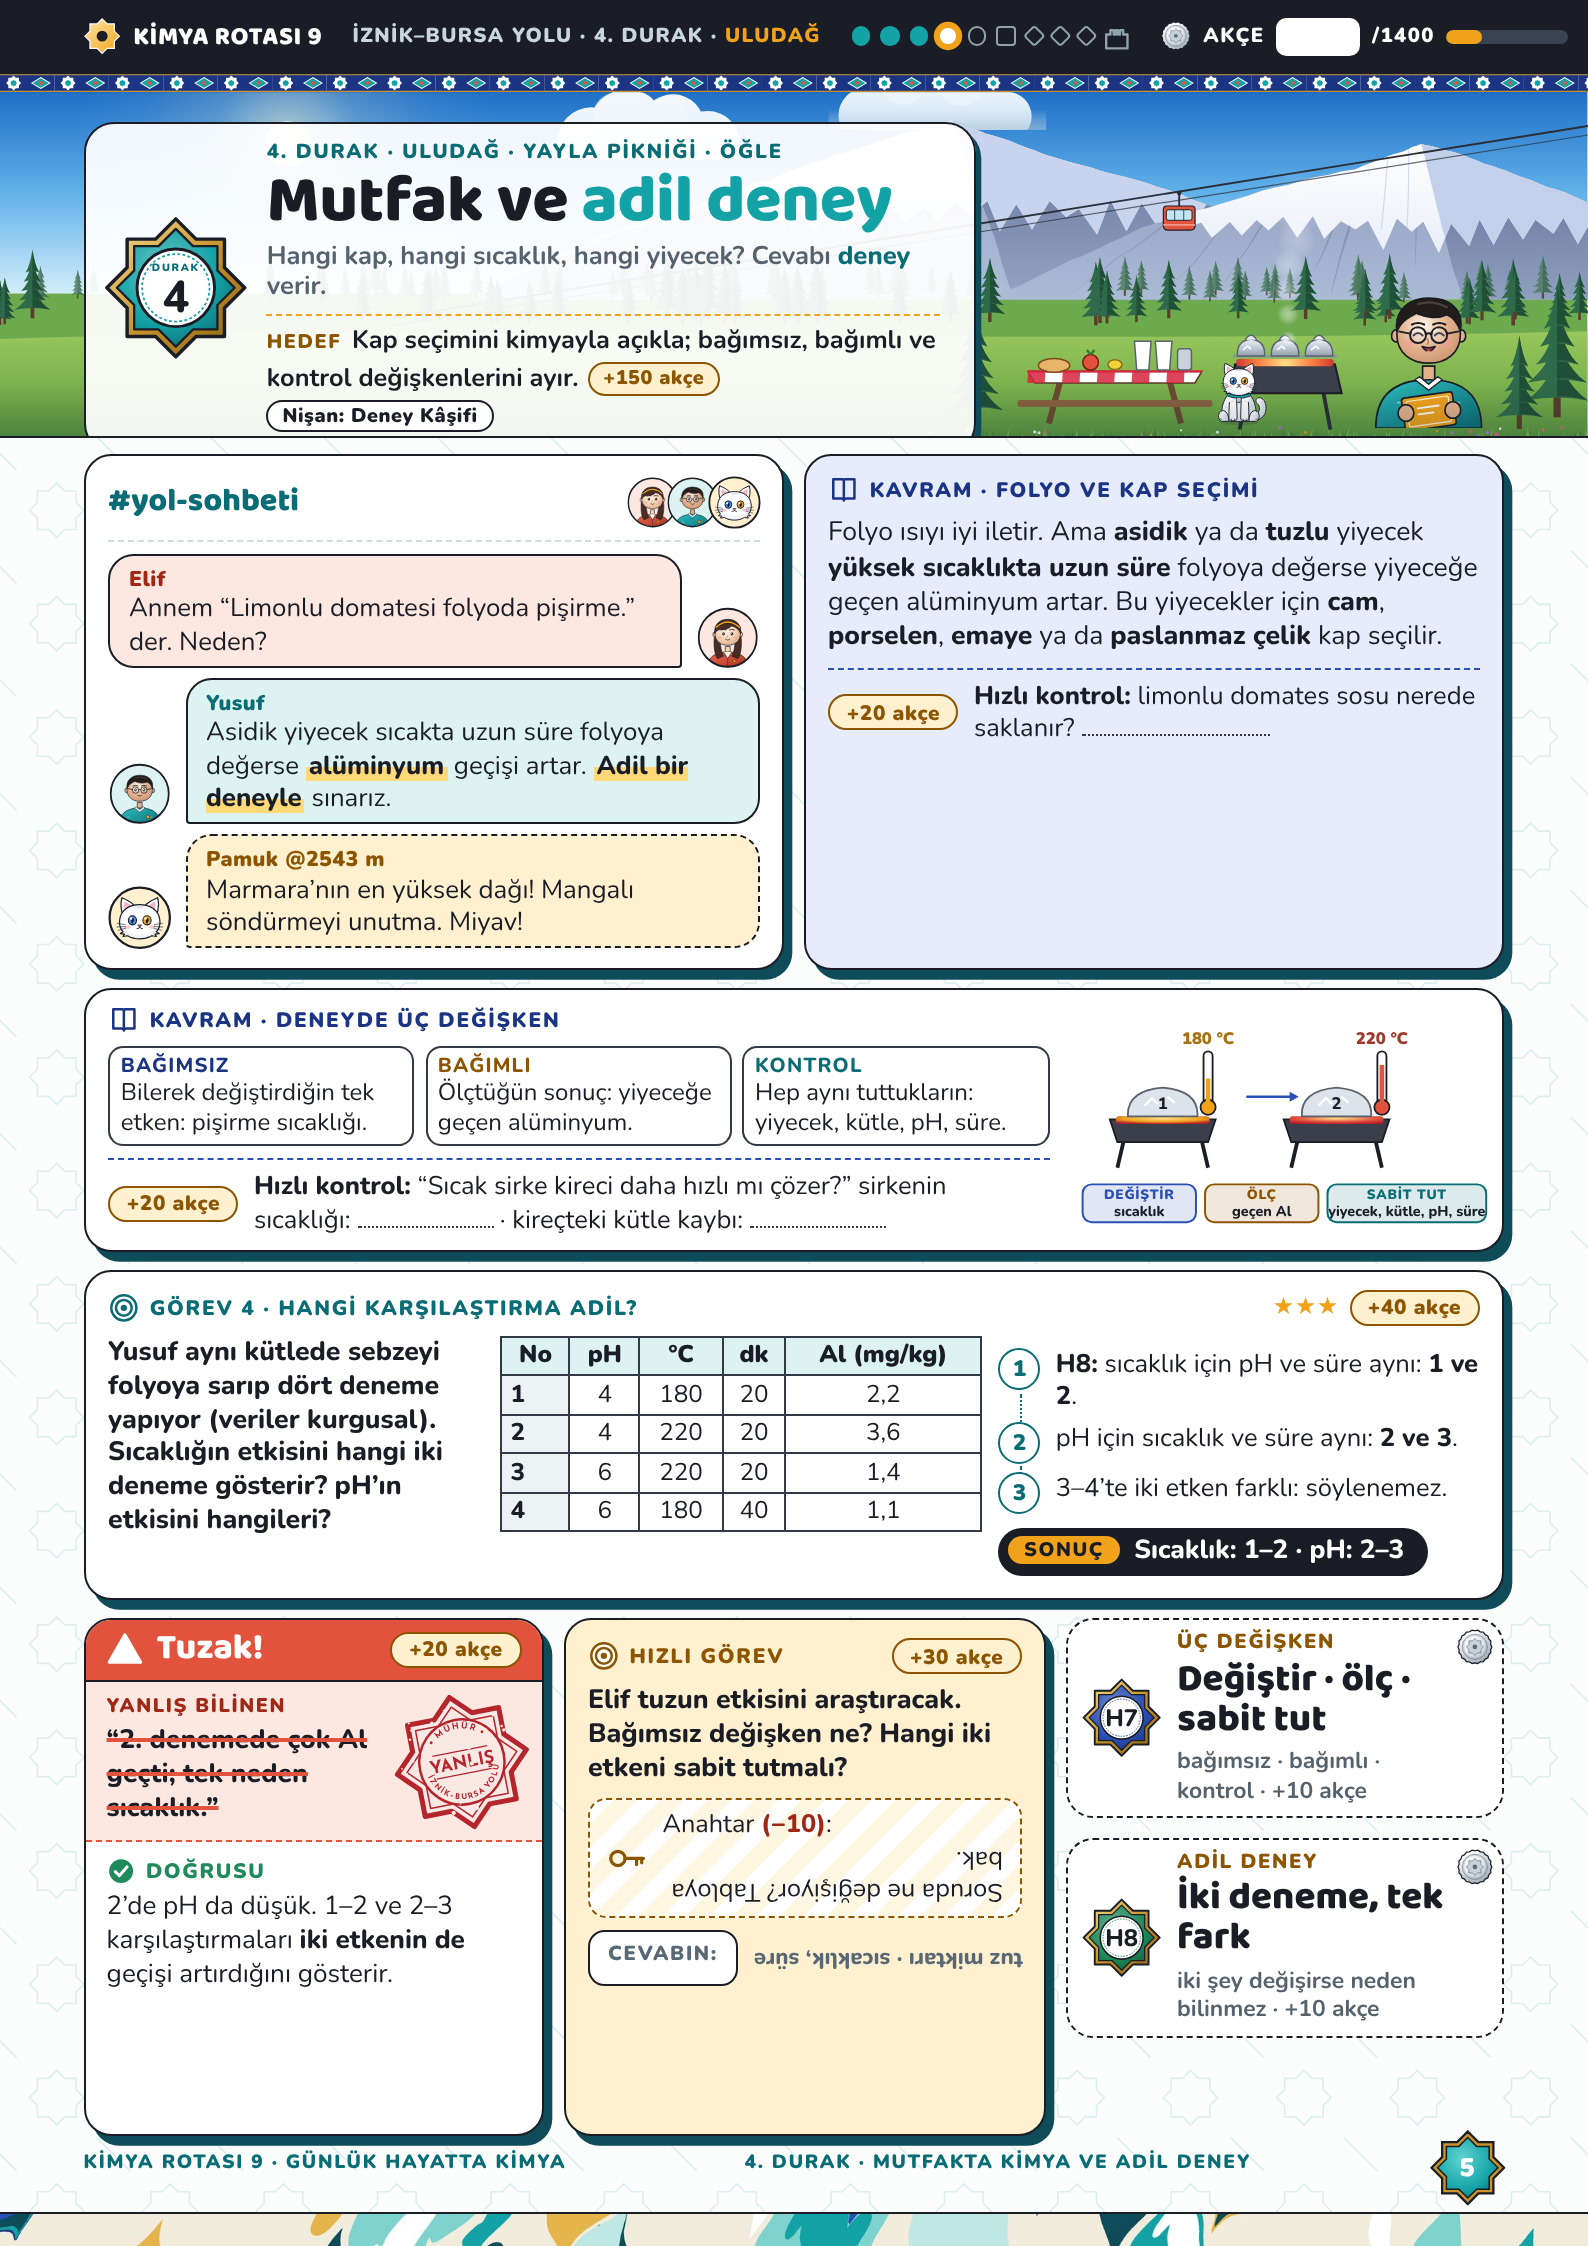 KİMYA ROTASI 9
İZNİK–BURSA YOLU · 4. DURAK · ULUDAĞ
AKÇE /1400
4. DURAK · ULUDAĞ · YAYLA PİKNİĞİ · ÖĞLE
Mutfak ve adil deney
DURAK
4
Hangi kap, hangi sıcaklık, hangi yiyecek? Cevabı deney
verir.
HEDEF Kap seçimini kimyayla açıkla; bağımsız, bağımlı ve
kontrol değişkenlerini ayır. +150 akçe
Nişan: Deney Kâşifi
#yol-sohbeti
Elif
Annem “Limonlu domatesi folyoda pişirme.”
der. Neden?
Yusuf
Asidik yiyecek sıcakta uzun süre folyoya
değerse alüminyum geçişi artar. Adil bir
deneyle sınarız.
Pamuk @2543 m
Marmara’nın en yüksek dağı! Mangalı
söndürmeyi unutma. Miyav!
KAVRAM · FOLYO VE KAP SEÇİMİ
Folyo ısıyı iyi iletir. Ama asidik ya da tuzlu yiyecek
yüksek sıcaklıkta uzun süre folyoya değerse yiyeceğe
geçen alüminyum artar. Bu yiyecekler için cam,
porselen, emaye ya da paslanmaz çelik kap seçilir.
+20 akçe
Hızlı kontrol: limonlu domates sosu nerede
saklanır?
KAVRAM · DENEYDE ÜÇ DEĞİŞKEN
BAĞIMSIZ
Bilerek değiştirdiğin tek
etken: pişirme sıcaklığı.
BAĞIMLI
Ölçtüğün sonuç: yiyeceğe
geçen alüminyum.
KONTROL
Hep aynı tuttukların:
yiyecek, kütle, pH, süre.
+20 akçe
Hızlı kontrol: “Sıcak sirke kireci daha hızlı mı çözer?” sirkenin
sıcaklığı: · kireçteki kütle kaybı:
180 °C
220 °C
1
2
DEĞİŞTİR
sıcaklık
ÖLÇ
geçen Al
SABİT TUT
yiyecek, kütle, pH, süre
GÖREV 4 · HANGİ KARŞILAŞTIRMA ADİL?
★★★ +40 akçe
Yusuf aynı kütlede sebzeyi
folyoya sarıp dört deneme
yapıyor (veriler kurgusal).
Sıcaklığın etkisini hangi iki
deneme gösterir? pH’ın
etkisini hangileri?
No pH °C dk Al (mg/kg)
1 4 180 20 2,2
2 4 220 20 3,6
3 6 220 20 1,4
4 6 180 40 1,1
1 H8: sıcaklık için pH ve süre aynı: 1 ve
2.
2 pH için sıcaklık ve süre aynı: 2 ve 3.
3 3–4’te iki etken farklı: söylenemez.
SONUÇ Sıcaklık: 1–2 · pH: 2–3
Tuzak!
+20 akçe
YANLIŞ BİLİNEN
“2. denemede çok Al
geçti; tek neden
sıcaklık.”
MÜHÜR
YANLIŞ
İZNİK-BURSA YOLU
DOĞRUSU
2’de pH da düşük. 1–2 ve 2–3
karşılaştırmaları iki etkenin de
geçişi artırdığını gösterir.
HIZLI GÖREV
+30 akçe
Elif tuzun etkisini araştıracak.
Bağımsız değişken ne? Hangi iki
etkeni sabit tutmalı?
Anahtar (−10):
Soruda ne değişiyor? Tabloya
bak.
CEVABIN:
tuz miktarı · sıcaklık, süre
H7
ÜÇ DEĞİŞKEN
Değiştir · ölç ·
sabit tut
bağımsız · bağımlı ·
kontrol · +10 akçe
H8
ADİL DENEY
İki deneme, tek
fark
iki şey değişirse neden
bilinmez · +10 akçe
KİMYA ROTASI 9 · GÜNLÜK HAYATTA KİMYA
4. DURAK · MUTFAKTA KİMYA VE ADİL DENEY
5